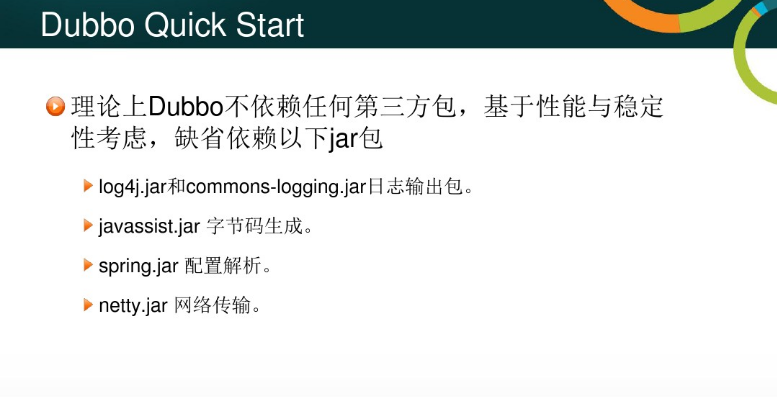 Dubbo Quick Start
理论上Dubbo不依赖任何第三方包，基于性能与稳定
性考虑，缺省依赖以下jar包
log4j.jar和commons-logging.jar日志输出包。
javassist.jar 字节码生成。
spring.jar 配置解析。
netty.jar 网络传输。